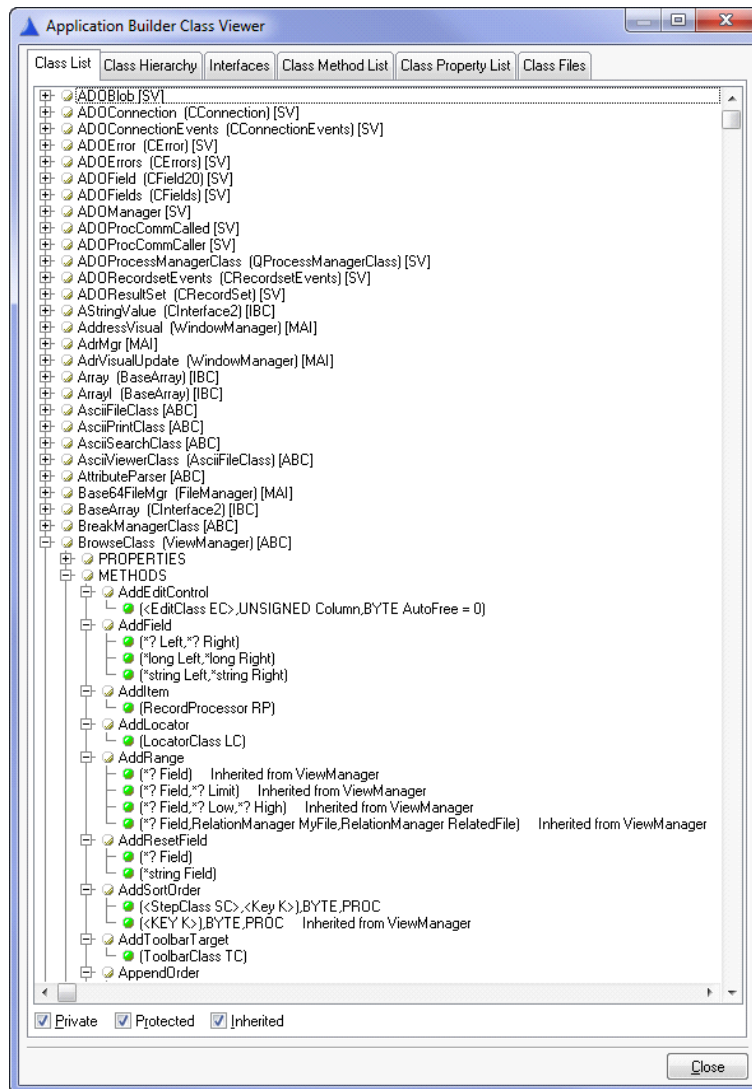 Application Builder Class Viewer
Class List Class Hierarchy Interfaces Class Method List Class Property List Class Files
ADOBlob [SV]
ADOConnection (CConnection) [SV]
ADOConnectionEvents (CConnectionEvents) [SV]
ADOError (CError) [SV]
ADOErrors (CErrors) [SV]
ADOField (CField20) [SV]
ADOFields (CFields) [SV]
ADOManager [SV]
ADOProcCommCalled [SV]
ADOProcCommCaller [SV]
ADOProcessManagerClass (QProcessManagerClass) [SV]
ADORecordsetEvents (CRecordsetEvents) [SV]
ADOResultSet (CRecordSet) [SV]
AStringValue (CInterface2) [IBC]
AddressVisual (WindowManager) [MAI]
AdrMgr [MAI]
AdrVisualUpdate (WindowManager) [MAI]
Array (BaseArray) [IBC]
ArrayI (BaseArray) [IBC]
AsciiFileClass [ABC]
AsciiPrintClass [ABC]
AsciiSearchClass [ABC]
AsciiViewerClass (AsciiFileClass) [ABC]
AttributeParser [ABC]
Base64FileMgr (FileManager) [MAI]
BaseArray (CInterface2) [IBC]
BreakManagerClass [ABC]
BrowseClass (ViewManager) [ABC]
PROPERTIES
METHODS
AddEditControl
(<EditClass EC>,UNSIGNED Column,BYTE AutoFree = 0)
AddField
(*? Left,*? Right)
(*long Left,*long Right)
(*string Left,*string Right)
AddItem
(RecordProcessor RP)
AddLocator
(LocatorClass LC)
AddRange
(*? Field) Inherited from ViewManager
(*? Field,*? Limit) Inherited from ViewManager
(*? Field,*? Low,*? High) Inherited from ViewManager
(*? Field,RelationManager MyFile,RelationManager RelatedFile) Inherited from ViewManager
AddResetField
(*? Field)
(*string Field)
AddSortOrder
(<StepClass SC>,<Key K>),BYTE,PROC
(<KEY K>),BYTE,PROC Inherited from ViewManager
AddToolbarTarget
(ToolbarClass TC)
AppendOrder
Private Protected Inherited
Close